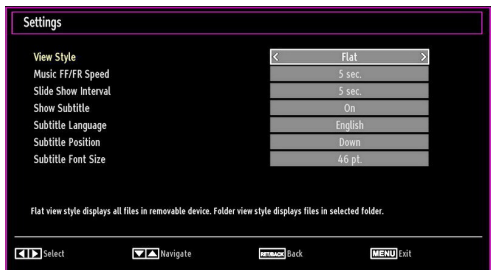 Settings
View Style < Flat >
Music FF/FR Speed 5 sec.
Slide Show Interval 5 sec.
Show Subtitle On
Subtitle Language English
Subtitle Position Down
Subtitle Font Size 46 pt.
Flat view style displays all files in removable device. Folder view style displays files in selected folder.
Select Navigate RET/BACK Back MENU Exit